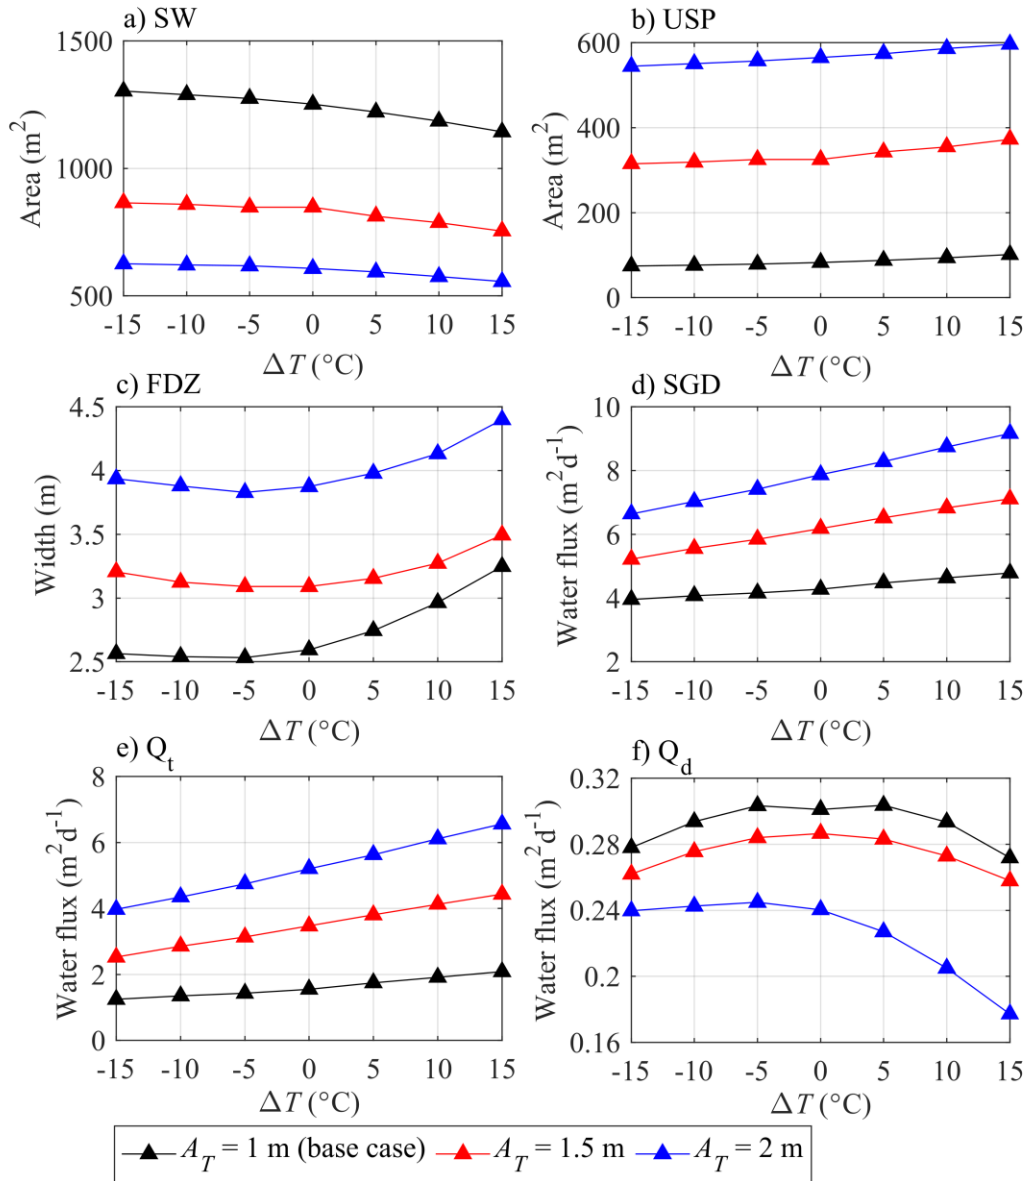 a) SW
b) USP
1500
1000
500
Area (m²)
-15 -10 -5 0 5 10 15
ΔT (°C)
600
400
200
0
Area (m²)
-15 -10 -5 0 5 10 15
ΔT (°C)
c) FDZ
d) SGD
4.5
4
3.5
3
2.5
Width (m)
-15 -10 -5 0 5 10 15
ΔT (°C)
10
8
6
4
2
Water flux (m²d⁻¹)
-15 -10 -5 0 5 10 15
ΔT (°C)
e) Qₜ
f) Q_d
8
6
4
2
0
Water flux (m²d⁻¹)
-15 -10 -5 0 5 10 15
ΔT (°C)
0.32
0.28
0.24
0.2
0.16
Water flux (m²d⁻¹)
-15 -10 -5 0 5 10 15
ΔT (°C)
A_T = 1 m (base case) A_T = 1.5 m A_T = 2 m